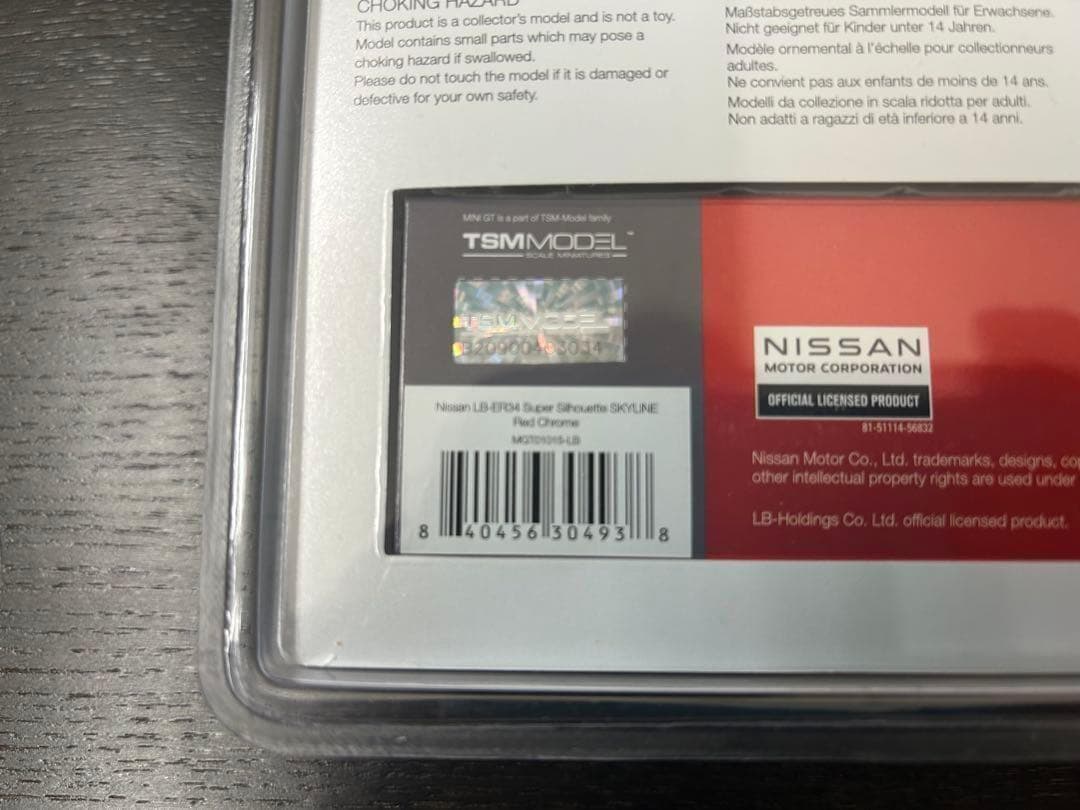 CHOKING HAZARD
This product is a collector's model and is not a toy.
Model contains small parts which may pose a
choking hazard if swallowed.
Please do not touch the model if it is damaged or
defective for your own safety.
Maßstabsgetreues Sammlermodell für Erwachsene.
Nicht geeignet für Kinder unter 14 Jahren.
Modèle ornemental à l'échelle pour collectionneurs
adultes.
Ne convient pas aux enfants de moins de 14 ans.
Modelli da collezione in scala ridotta per adulti.
Non adatti a ragazzi di età inferiore a 14 anni.
MINI GT is a part of TSM-Model family
TSMMODEL™
SCALE MINIATURES
TSMMODEL
Nissan LB-ER34 Super Silhouette SKYLINE
Red Chrome
MGT01015-LB
8 40456 30493 8
NISSAN
MOTOR CORPORATION
OFFICIAL LICENSED PRODUCT
81-51114-56832
Nissan Motor Co., Ltd. trademarks, designs, co
other intellectual property rights are used under
LB-Holdings Co. Ltd. official licensed product.